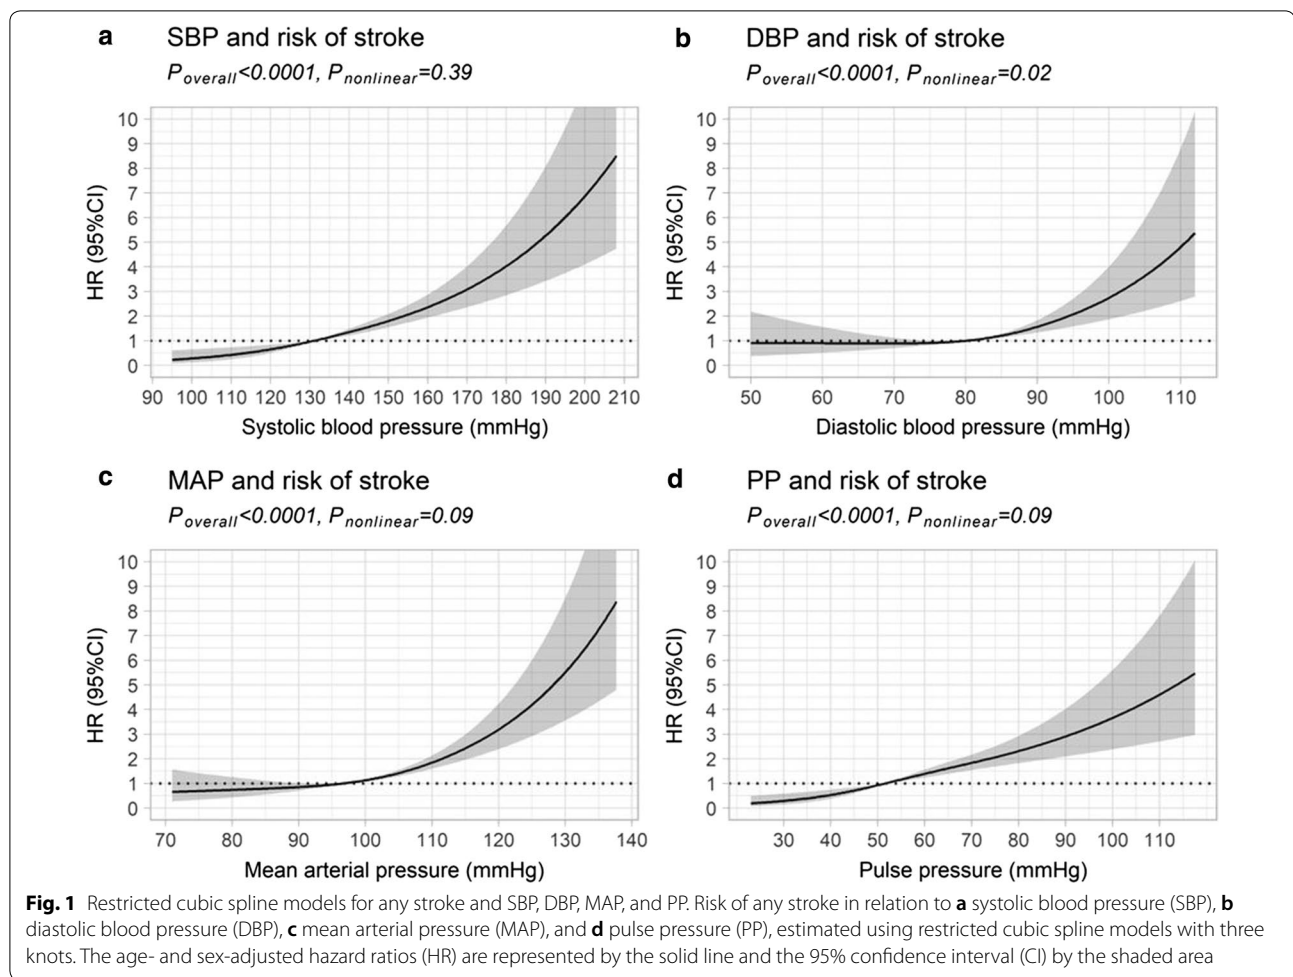 a SBP and risk of stroke
P overall<0.0001, P nonlinear=0.39
HR (95%CI)
10
9
8
7
6
5
4
3
2
1
0
90 100 110 120 130 140 150 160 170 180 190 200 210
Systolic blood pressure (mmHg)
b DBP and risk of stroke
P overall<0.0001, P nonlinear=0.02
HR (95%CI)
10
9
8
7
6
5
4
3
2
1
0
50 60 70 80 90 100 110
Diastolic blood pressure (mmHg)
c MAP and risk of stroke
P overall<0.0001, P nonlinear=0.09
HR (95%CI)
10
9
8
7
6
5
4
3
2
1
0
70 80 90 100 110 120 130 140
Mean arterial pressure (mmHg)
d PP and risk of stroke
P overall<0.0001, P nonlinear=0.09
HR (95%CI)
10
9
8
7
6
5
4
3
2
1
0
30 40 50 60 70 80 90 100 110
Pulse pressure (mmHg)
Fig. 1 Restricted cubic spline models for any stroke and SBP, DBP, MAP, and PP. Risk of any stroke in relation to a systolic blood pressure (SBP), b
diastolic blood pressure (DBP), c mean arterial pressure (MAP), and d pulse pressure (PP), estimated using restricted cubic spline models with three
knots. The age- and sex-adjusted hazard ratios (HR) are represented by the solid line and the 95% confidence interval (CI) by the shaded area